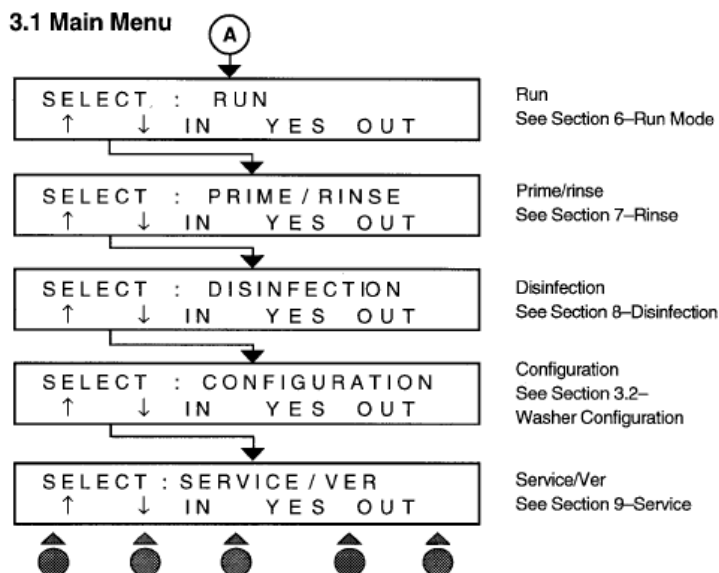 3.1 Main Menu
A
SELECT : RUN
↑ ↓ IN YES OUT
Run
See Section 6–Run Mode
SELECT : PRIME / RINSE
↑ ↓ IN YES OUT
Prime/rinse
See Section 7–Rinse
SELECT : DISINFECTION
↑ ↓ IN YES OUT
Disinfection
See Section 8–Disinfection
SELECT : CONFIGURATION
↑ ↓ IN YES OUT
Configuration
See Section 3.2–
Washer Configuration
SELECT : SERVICE / VER
↑ ↓ IN YES OUT
Service/Ver
See Section 9–Service